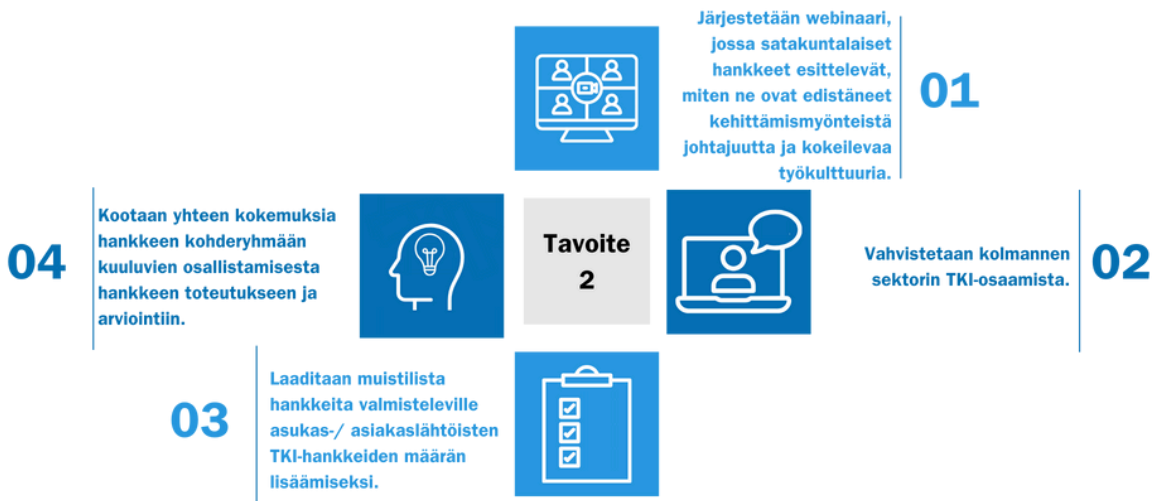 Järjestetään webinaari,
jossa satakuntalaiset
hankkeet esittelevät,
miten ne ovat edistäneet
kehittämismyönteistä
johtajuutta ja kokeilevaa
työkulttuuria.
01
Vahvistetaan kolmannen
sektorin TKI-osaamista.
02
Tavoite
2
04
Kootaan yhteen kokemuksia
hankkeen kohderyhmään
kuuluvien osallistamisesta
hankkeen toteutukseen ja
arviointiin.
03
Laaditaan muistilista
hankkeita valmisteleville
asukas-/ asiakaslähtöisten
TKI-hankkeiden määrän
lisäämiseksi.